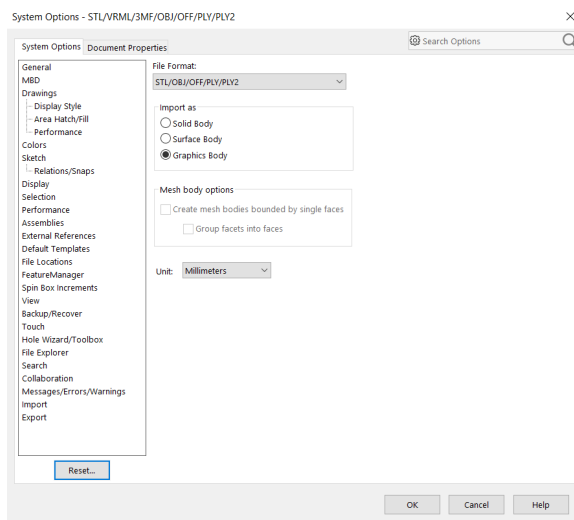 System Options - STL/VRML/3MF/OBJ/OFF/PLY/PLY2
System Options
Document Properties
Search Options
General
MBD
Drawings
Display Style
Area Hatch/Fill
Performance
Colors
Sketch
Relations/Snaps
Display
Selection
Performance
Assemblies
External References
Default Templates
File Locations
FeatureManager
Spin Box Increments
View
Backup/Recover
Touch
Hole Wizard/Toolbox
File Explorer
Search
Collaboration
Messages/Errors/Warnings
Import
Export
Reset...
File Format:
STL/OBJ/OFF/PLY/PLY2
Import as
Solid Body
Surface Body
Graphics Body
Mesh body options
Create mesh bodies bounded by single faces
Group facets into faces
Unit: Millimeters
OK Cancel Help